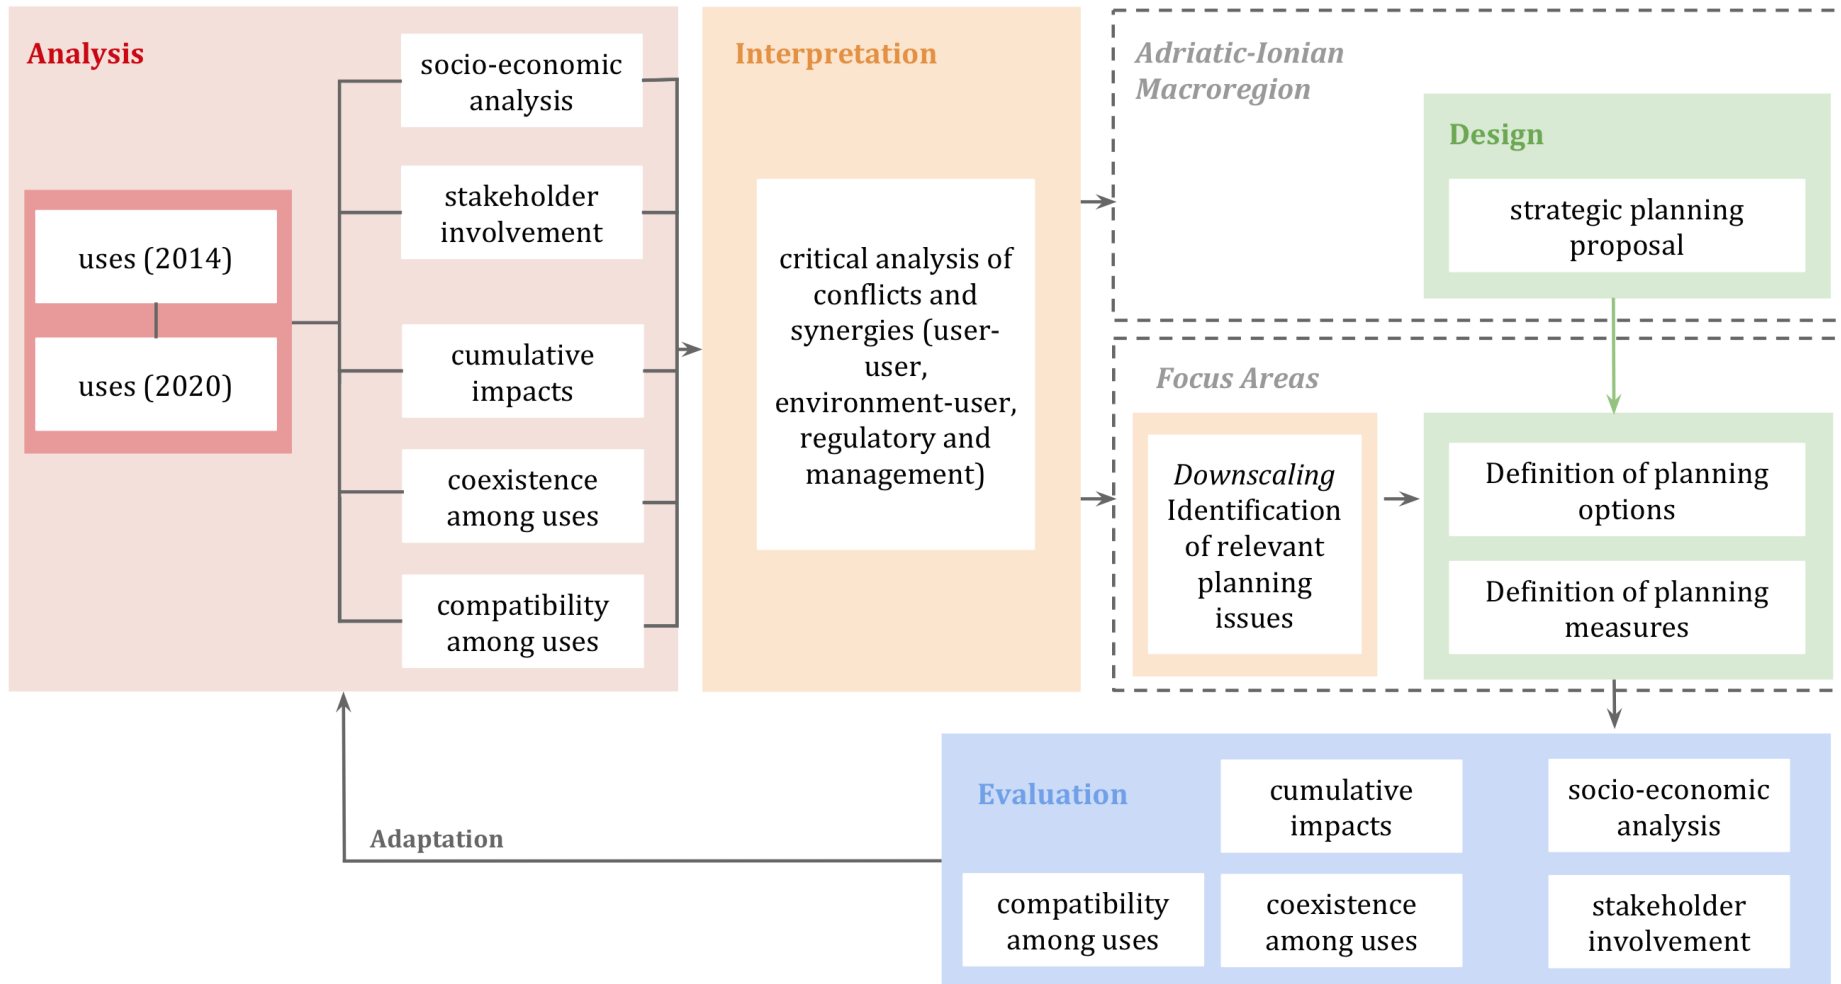 Analysis
uses (2014)
uses (2020)
socio-economic
analysis
stakeholder
involvement
cumulative
impacts
coexistence
among uses
compatibility
among uses
Interpretation
critical analysis of
conflicts and
synergies (user-
user,
environment-user,
regulatory and
management)
Adriatic-Ionian
Macroregion
Design
strategic planning
proposal
Focus Areas
Downscaling
Identification
of relevant
planning
issues
Definition of planning
options
Definition of planning
measures
Evaluation
cumulative
impacts
socio-economic
analysis
compatibility
among uses
coexistence
among uses
stakeholder
involvement
Adaptation